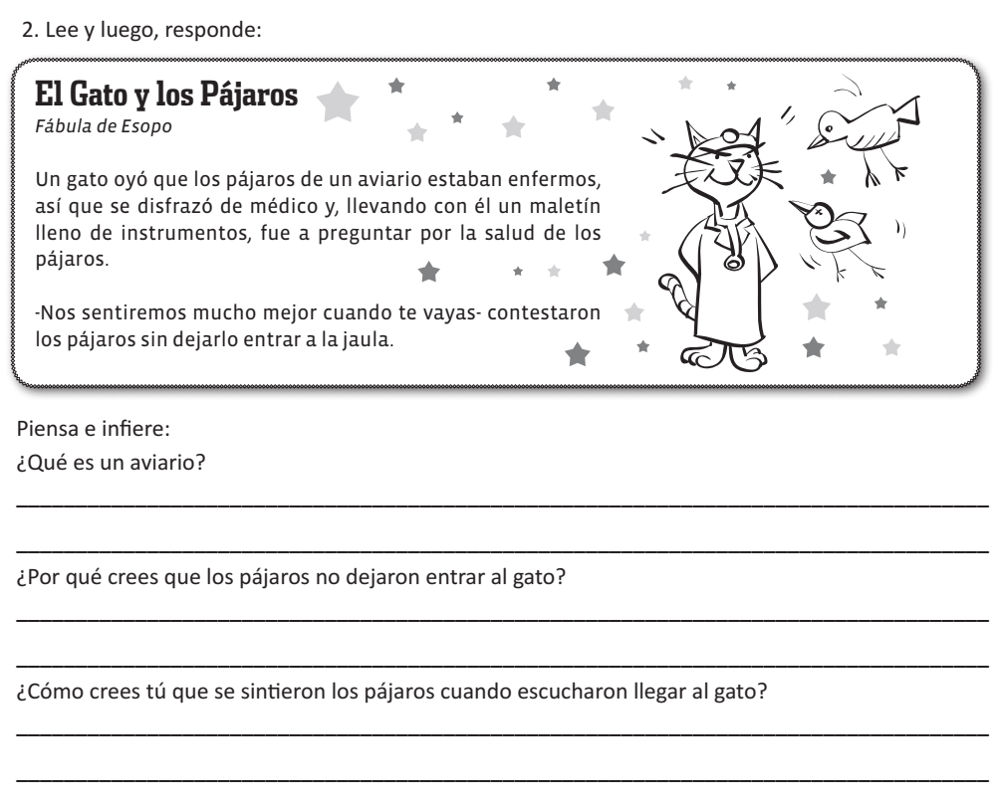 2. Lee y luego, responde:
El Gato y los Pájaros
Fábula de Esopo
Un gato oyó que los pájaros de un aviario estaban enfermos,
así que se disfrazó de médico y, llevando con él un maletín
lleno de instrumentos, fue a preguntar por la salud de los
pájaros.
-Nos sentiremos mucho mejor cuando te vayas- contestaron
los pájaros sin dejarlo entrar a la jaula.
Piensa e infiere:
¿Qué es un aviario?
¿Por qué crees que los pájaros no dejaron entrar al gato?
¿Cómo crees tú que se sintieron los pájaros cuando escucharon llegar al gato?